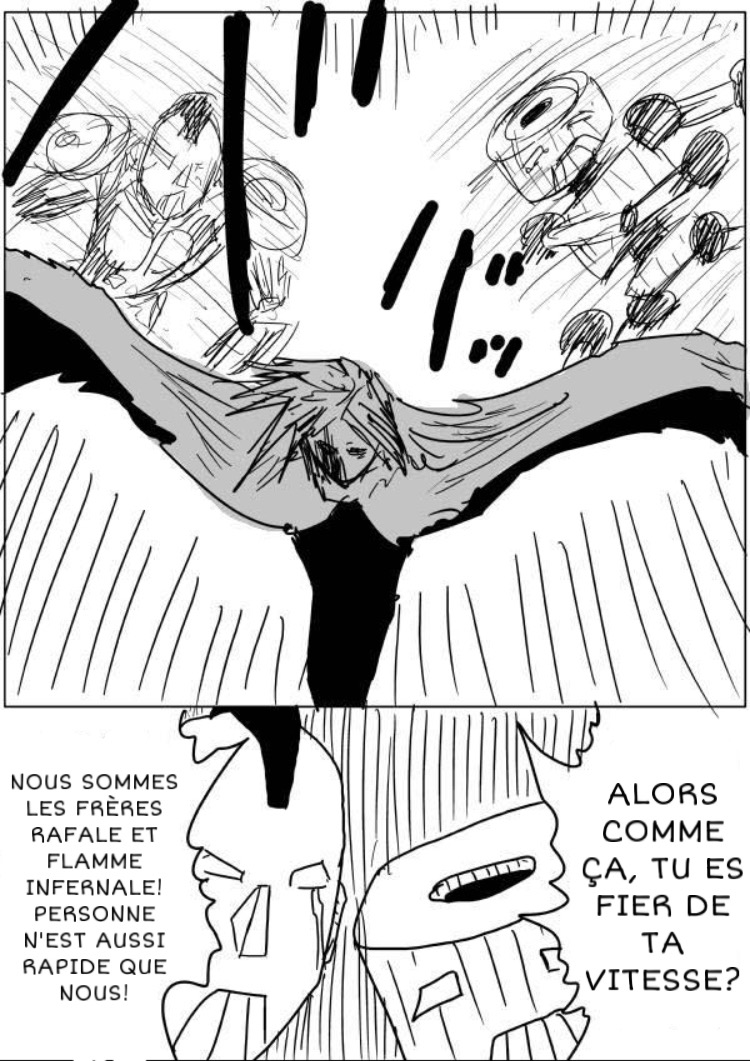 ALORS
COMME
ÇA, TU ES
FIER DE
TA
VITESSE?
NOUS SOMMES
LES FRÈRES
RAFALE ET
FLAMME
INFERNALE!
PERSONNE
N'EST AUSSI
RAPIDE QUE
NOUS!